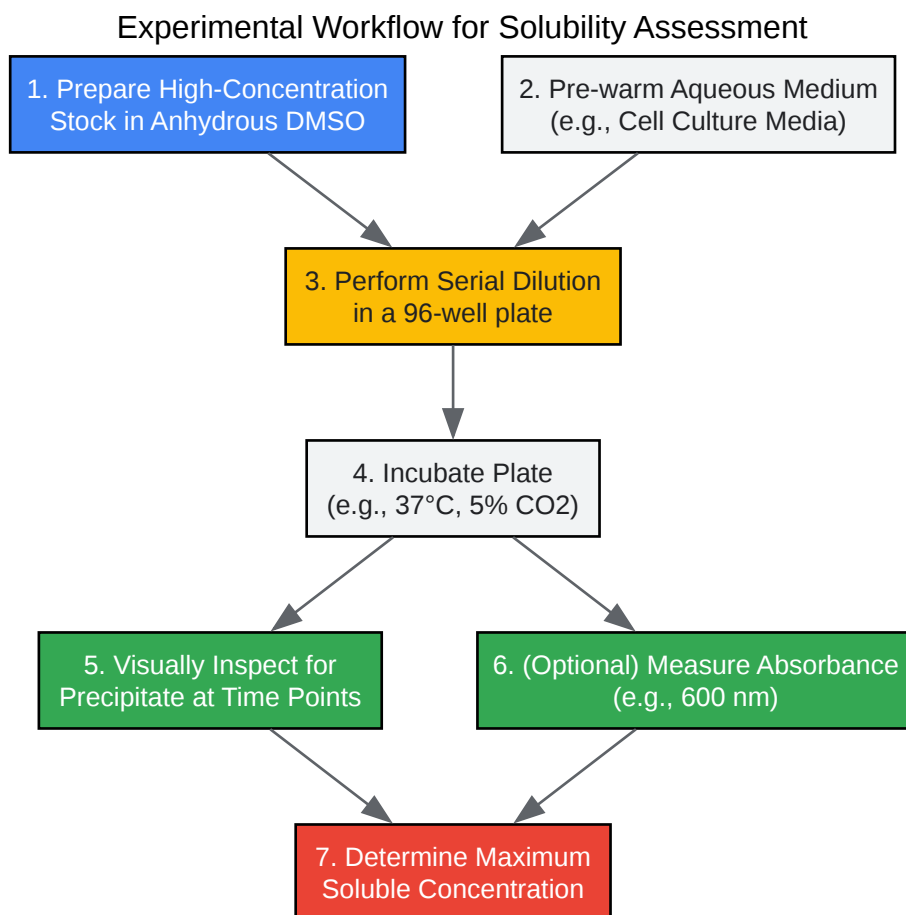 Experimental Workflow for Solubility Assessment
1. Prepare High-Concentration
Stock in Anhydrous DMSO
2. Pre-warm Aqueous Medium
(e.g., Cell Culture Media)
3. Perform Serial Dilution
in a 96-well plate
4. Incubate Plate
(e.g., 37°C, 5% CO2)
5. Visually Inspect for
Precipitate at Time Points
6. (Optional) Measure Absorbance
(e.g., 600 nm)
7. Determine Maximum
Soluble Concentration